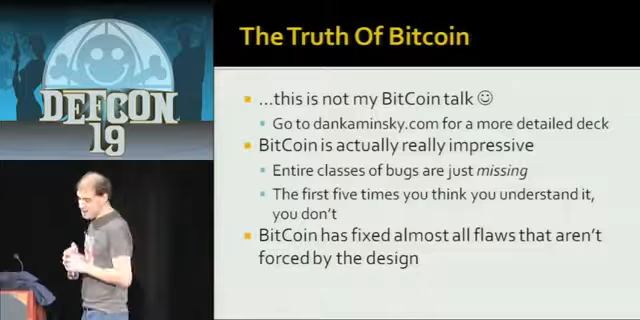 DEFCON
19
The Truth Of Bitcoin
...this is not my BitCoin talk ☺
Go to dankaminsky.com for a more detailed deck
BitCoin is actually really impressive
Entire classes of bugs are just missing
The first five times you think you understand it,
you don't
BitCoin has fixed almost all flaws that aren't
forced by the design